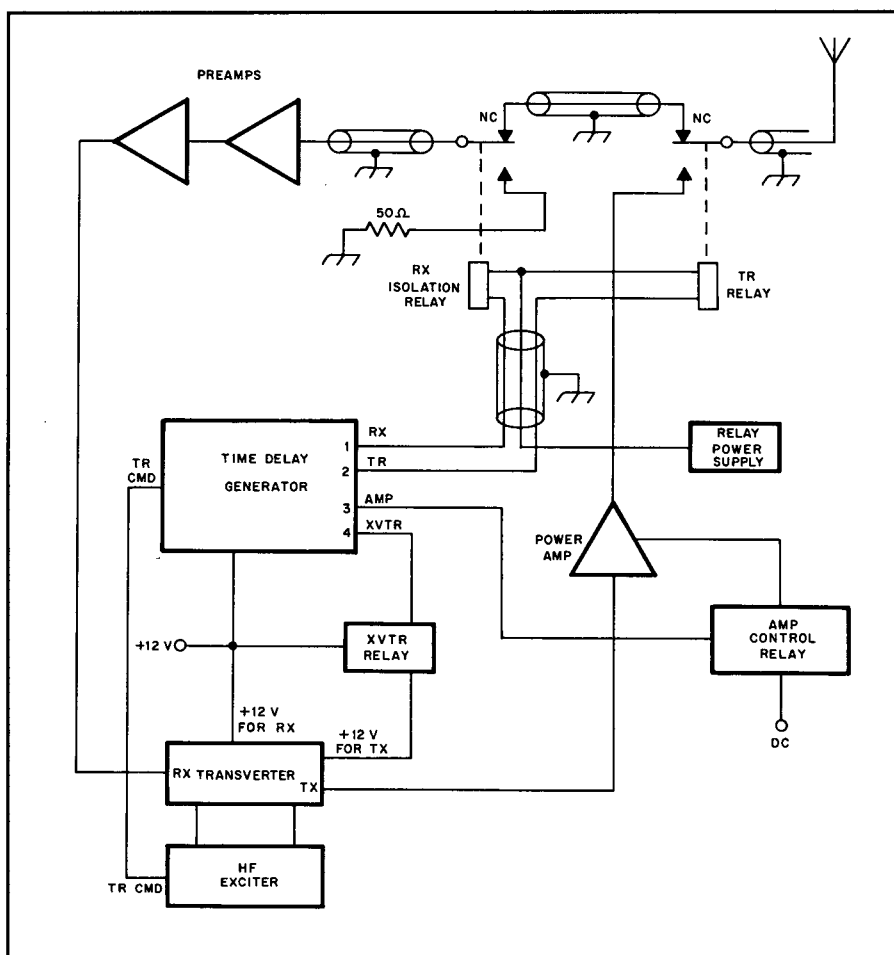 PREAMPS
NC
NC
50Ω
RX
ISOLATION
RELAY
TR
RELAY
TIME DELAY
GENERATOR
TR
CMD
1
RX
2
TR
3
AMP
4
XVTR
RELAY
POWER
SUPPLY
POWER
AMP
AMP
CONTROL
RELAY
DC
+12 V
XVTR
RELAY
+12 V
FOR RX
+12 V
FOR TX
RX TRANSVERTER
TX
HF
EXCITER
TR CMD